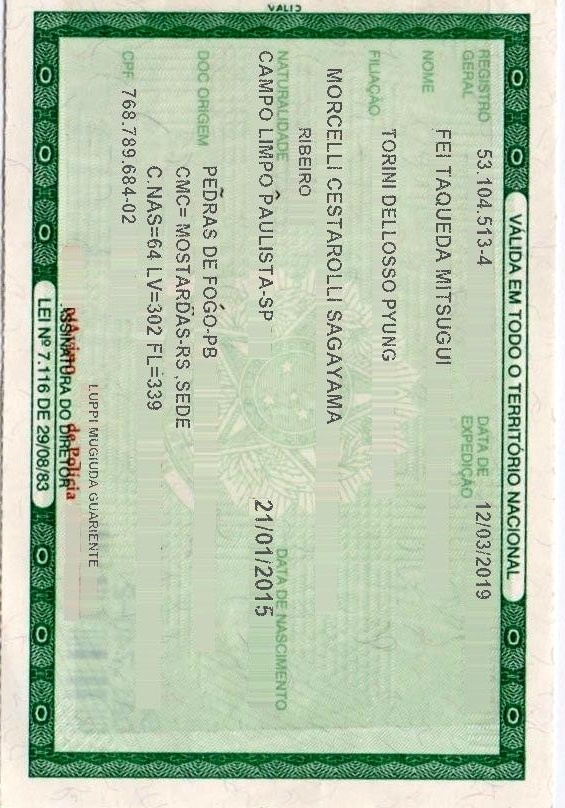 VÁLIDA EM TODO O TERRITÓRIO NACIONAL
REGISTRO GERAL 53.104.513-4 DATA DE EXPEDIÇÃO 12/03/2019
NOME
FEI TAQUEDA MITSUGUI
FILIAÇÃO
TORINI DELLOSSO PYUNG
MORCELLI CESTAROLLI SAGAYAMA
RIBEIRO
NATURALIDADE DATA DE NASCIMENTO
CAMPO LIMPO PAULISTA-SP 21/01/2015
DOC ORIGEM
PEDRAS DE FOGO-PB
CMC= MOSTARDAS-RS .SEDE
C.NAS=64 LV=302 FL=339
CPF 768.789.684-02
LUPPI MUGIUDA GUARIENTE
de Polícia
ASSINATURA DO DIRETOR
LEI Nº 7.116 DE 29/08/83